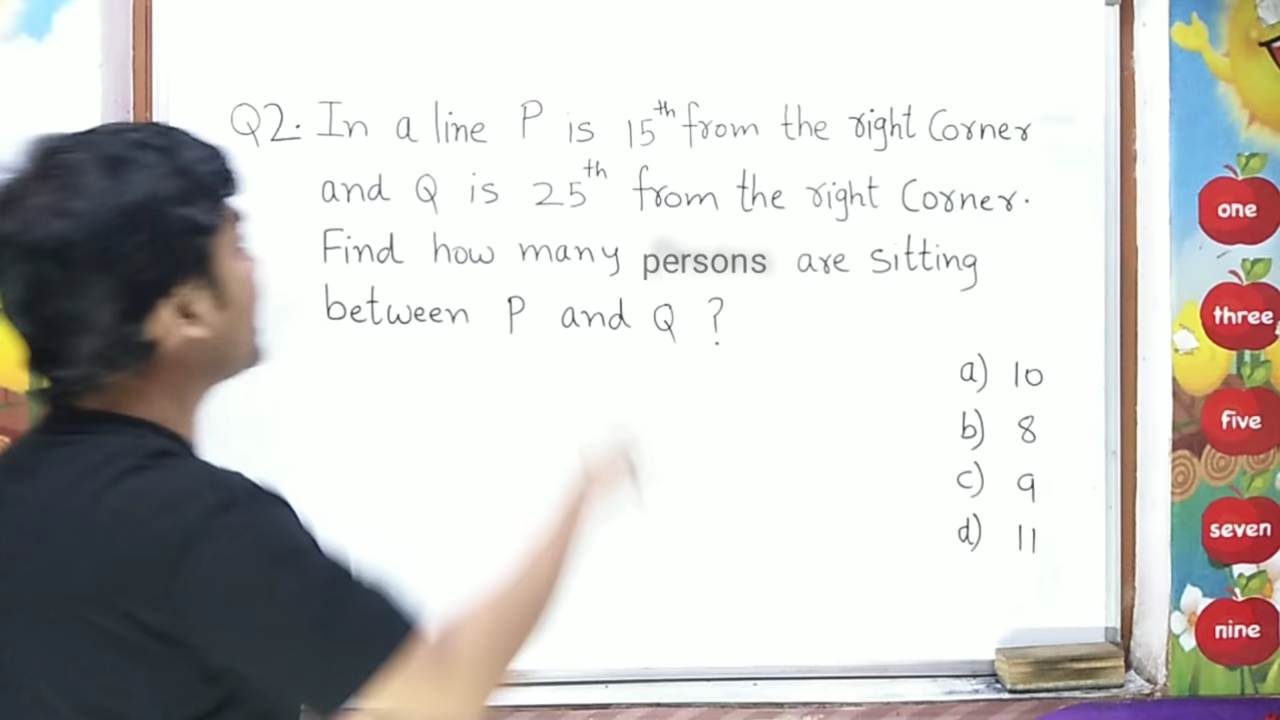 Q2. In a line P is 15th from the right Corner
and Q is 25th from the right Corner.
Find how many persons are sitting
between P and Q ?
a) 10
b) 8
c) 9
d) 11
one
three
five
seven
nine